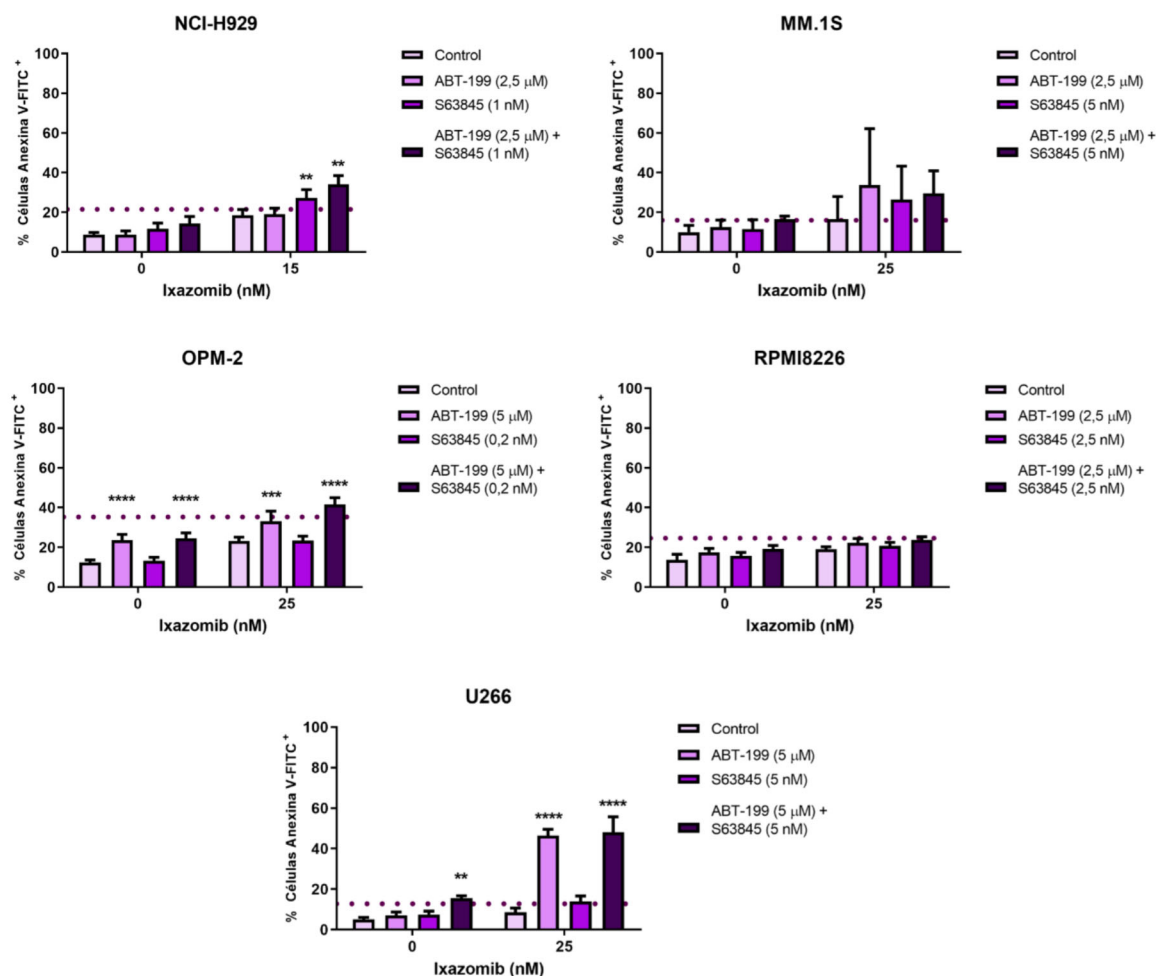 NCI-H929
% Células Anexina V-FITC +
100
80
60
40
20
0
** **
0 15
Ixazomib (nM)
Control
ABT-199 (2,5 μM)
S63845 (1 nM)
ABT-199 (2,5 μM) +
S63845 (1 nM)
MM.1S
% Células Anexina V-FITC +
100
80
60
40
20
0
0 25
Ixazomib (nM)
Control
ABT-199 (2,5 μM)
S63845 (5 nM)
ABT-199 (2,5 μM) +
S63845 (5 nM)
OPM-2
% Células Anexina V-FITC +
100
80
60
40
20
0
**** **** *** ****
0 25
Ixazomib (nM)
Control
ABT-199 (5 μM)
S63845 (0,2 nM)
ABT-199 (5 μM) +
S63845 (0,2 nM)
RPMI8226
% Células Anexina V-FITC +
100
80
60
40
20
0
0 25
Ixazomib (nM)
Control
ABT-199 (2,5 μM)
S63845 (2,5 nM)
ABT-199 (2,5 μM) +
S63845 (2,5 nM)
U266
% Células Anexina V-FITC +
100
80
60
40
20
0
** **** ****
0 25
Ixazomib (nM)
Control
ABT-199 (5 μM)
S63845 (5 nM)
ABT-199 (5 μM) +
S63845 (5 nM)